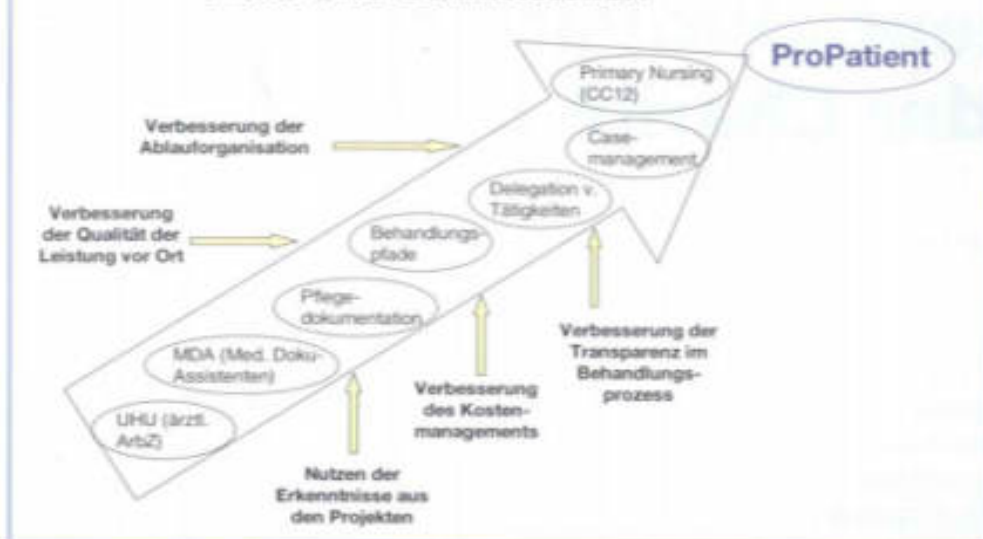 ProPatient
Primary Nursing
(CC12)
Case-
management
Delegation v.
Tätigkeiten
Behandlungs-
pfade
Pflege-
dokumentation
MDA (Med. Doku-
Assistenten)
UHU (ärztl.
ArbZ)
Verbesserung der
Ablauforganisation
Verbesserung
der Qualität der
Leistung vor Ort
Verbesserung der
Transparenz im
Behandlungs-
prozess
Verbesserung
des Kosten-
managements
Nutzen der
Erkenntnisse aus
den Projekten